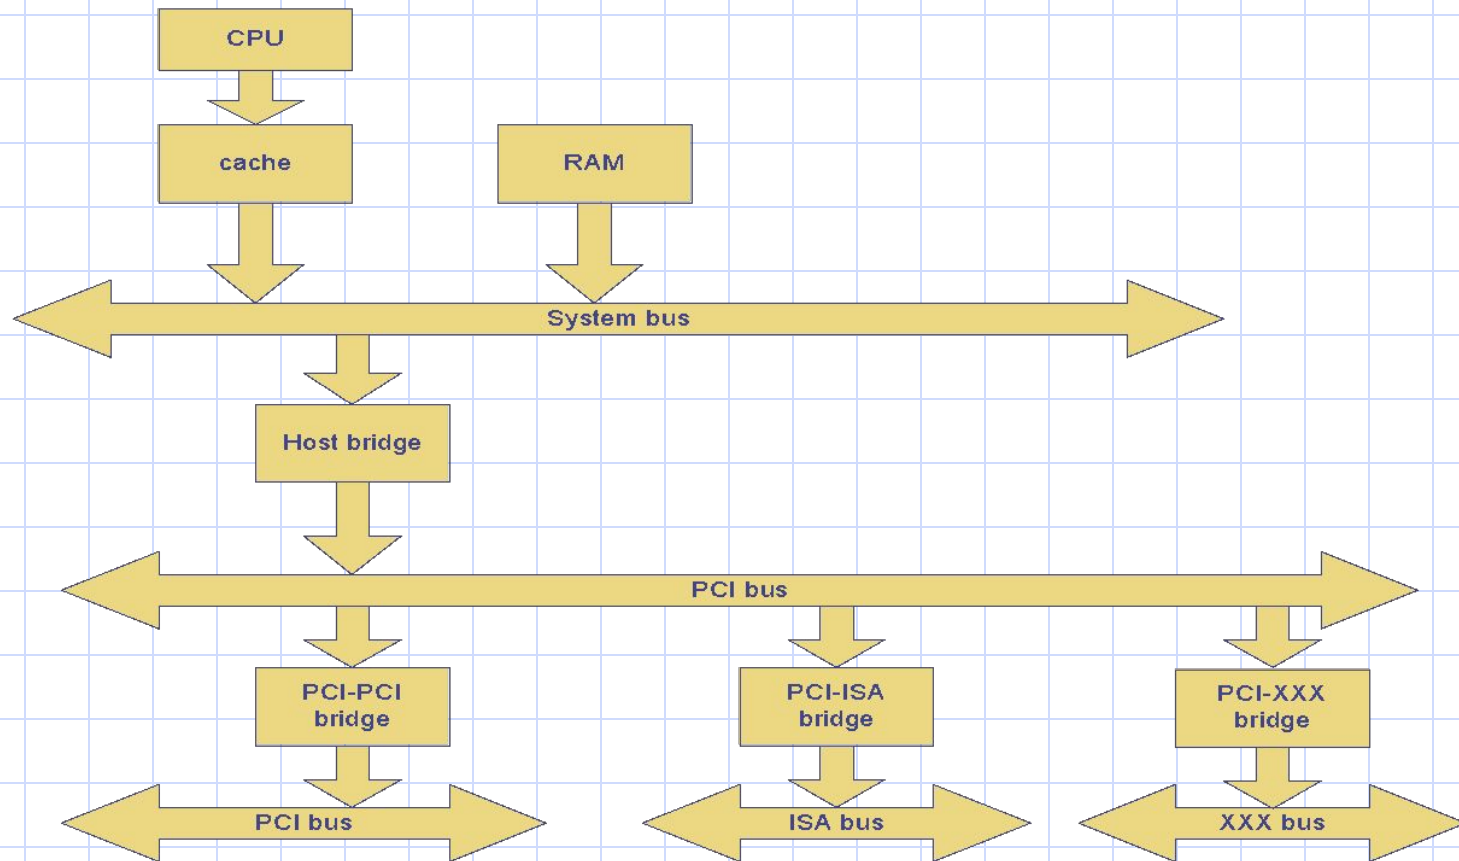 CPU
cache
RAM
System bus
Host bridge
PCI bus
PCI-PCI
bridge
PCI-ISA
bridge
PCI-XXX
bridge
PCI bus
ISA bus
XXX bus